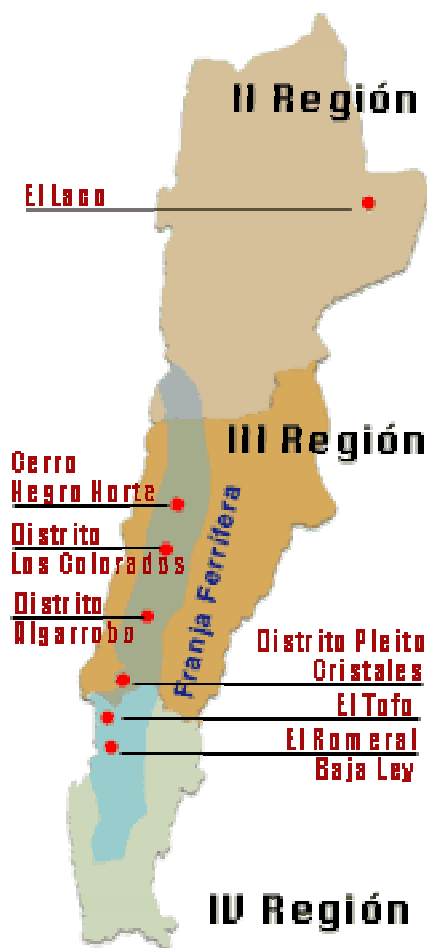 II Región
El Laco
III Región
Cerro
Negro Norte
Distrito
Los Colorados
Franja Ferrífera
Distrito
Algarrobo
Distrito Pleito
Cristales
El Tofo
El Romeral
Baja Ley
IV Región